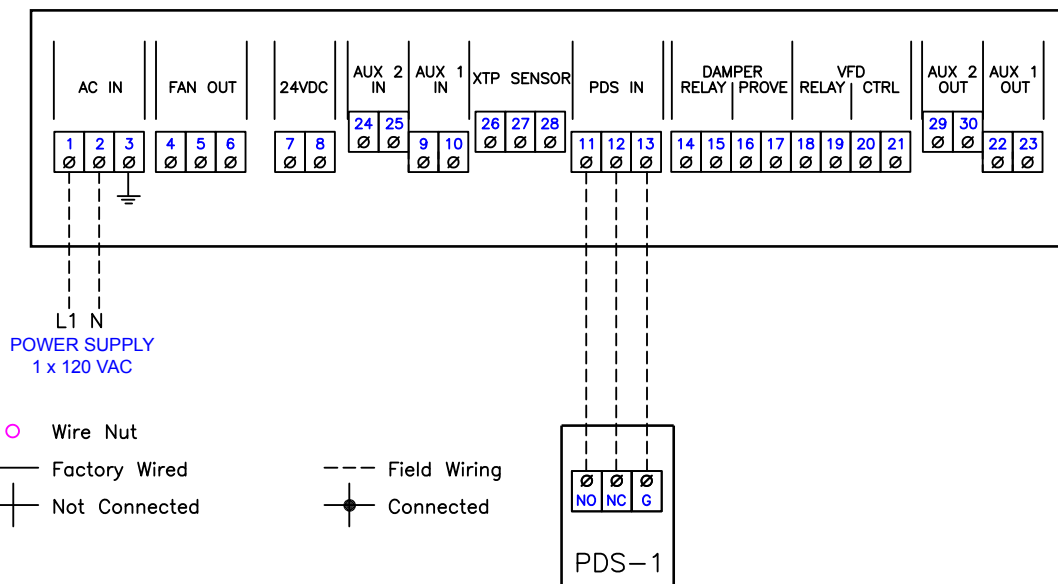 AC IN
FAN OUT
24VDC
AUX 2
IN
AUX 1
IN
XTP SENSOR
PDS IN
DAMPER
RELAY PROVE
VFD
RELAY CTRL
AUX 2
OUT
AUX 1
OUT
1 2 3
4 5 6
7 8
24 25
9 10
26 27 28
11 12 13
14 15 16 17 18 19 20 21
29 30
22 23
L1 N
POWER SUPPLY
1 x 120 VAC
Wire Nut
Factory Wired
Not Connected
Field Wiring
Connected
NO NC G
PDS-1